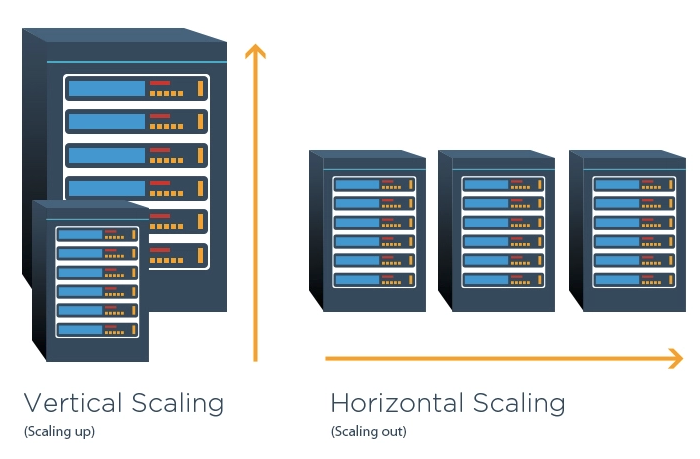 Vertical Scaling
(Scaling up)
Horizontal Scaling
(Scaling out)